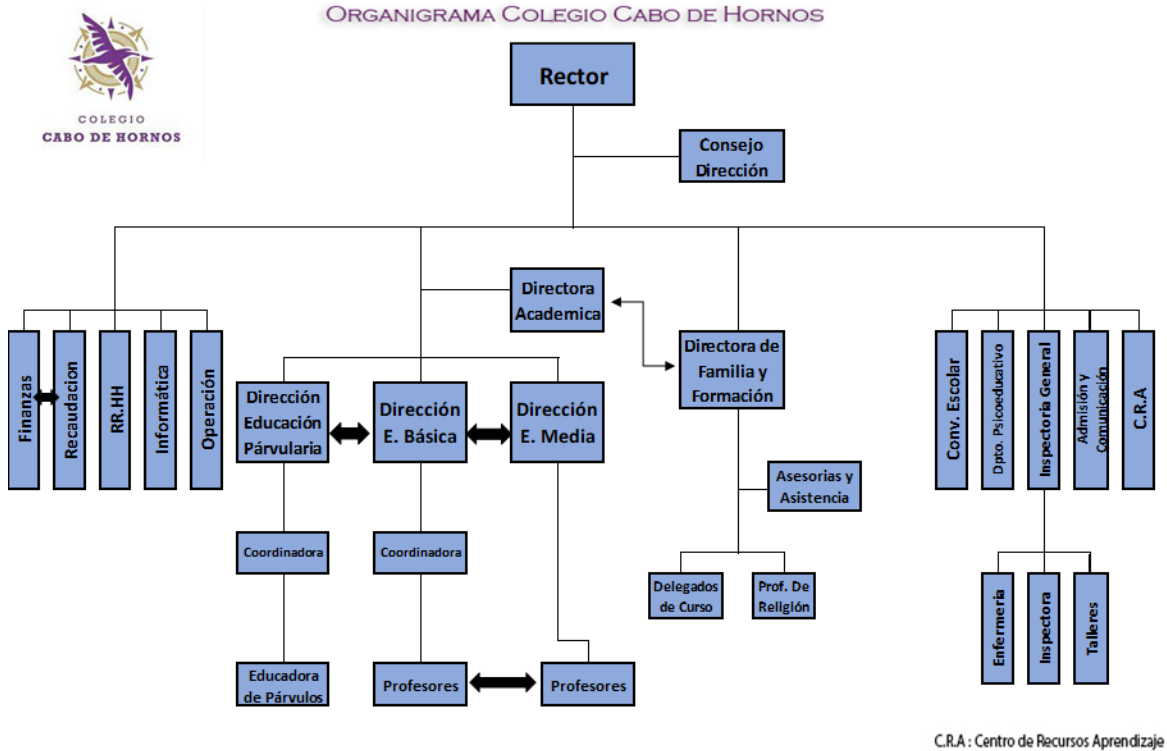 ORGANIGRAMA COLEGIO CABO DE HORNOS
COLEGIO
CABO DE HORNOS
Rector
Consejo
Dirección
Directora
Academica
Directora de
Familia y
Formación
Finanzas
Recaudacion
RR.HH
Informática
Operación
Dirección
Educación
Párvularia
Dirección
E. Básica
Dirección
E. Media
Conv. Escolar
Dpto. Psicoeducativo
Inspectoria General
Admisión y
Comunicación
C.R.A
Asesorias y
Asistencia
Coordinadora
Coordinadora
Delegados
de Curso
Prof. De
Religión
Enfermeria
Inspectora
Talleres
Educadora
de Párvulos
Profesores
Profesores
C.R.A : Centro de Recursos Aprendizaje